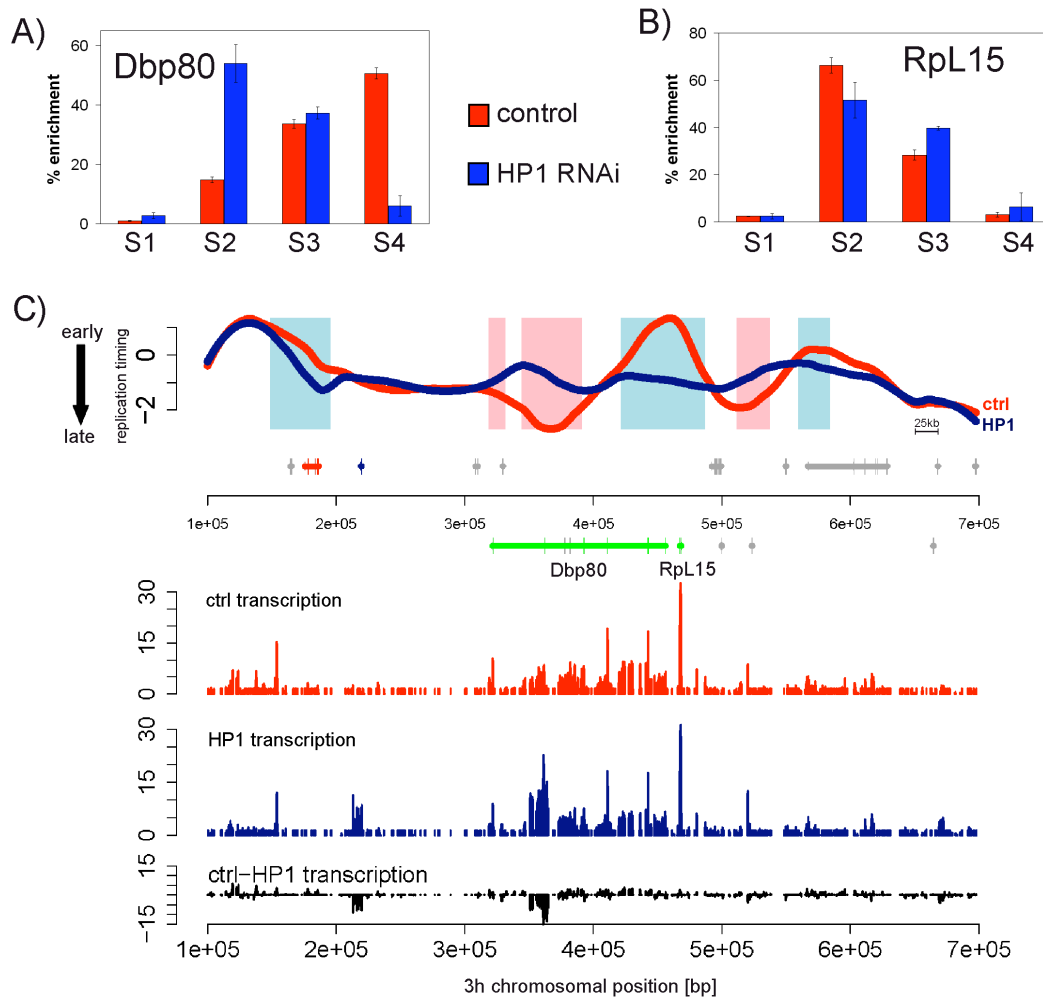 A)
Dbp80
% enrichment
60
40
20
0
S1 S2 S3 S4
control
HP1 RNAi
B)
RpL15
% enrichment
80
60
40
20
0
S1 S2 S3 S4
C)
early
late
replication timing
0
−2
ctrl
HP1
25kb
1e+05 2e+05 3e+05 4e+05 5e+05 6e+05 7e+05
Dbp80 RpL15
ctrl transcription
30
15
0
HP1 transcription
30
15
0
ctrl−HP1 transcription
15
−15
1e+05 2e+05 3e+05 4e+05 5e+05 6e+05 7e+05
3h chromosomal position [bp]